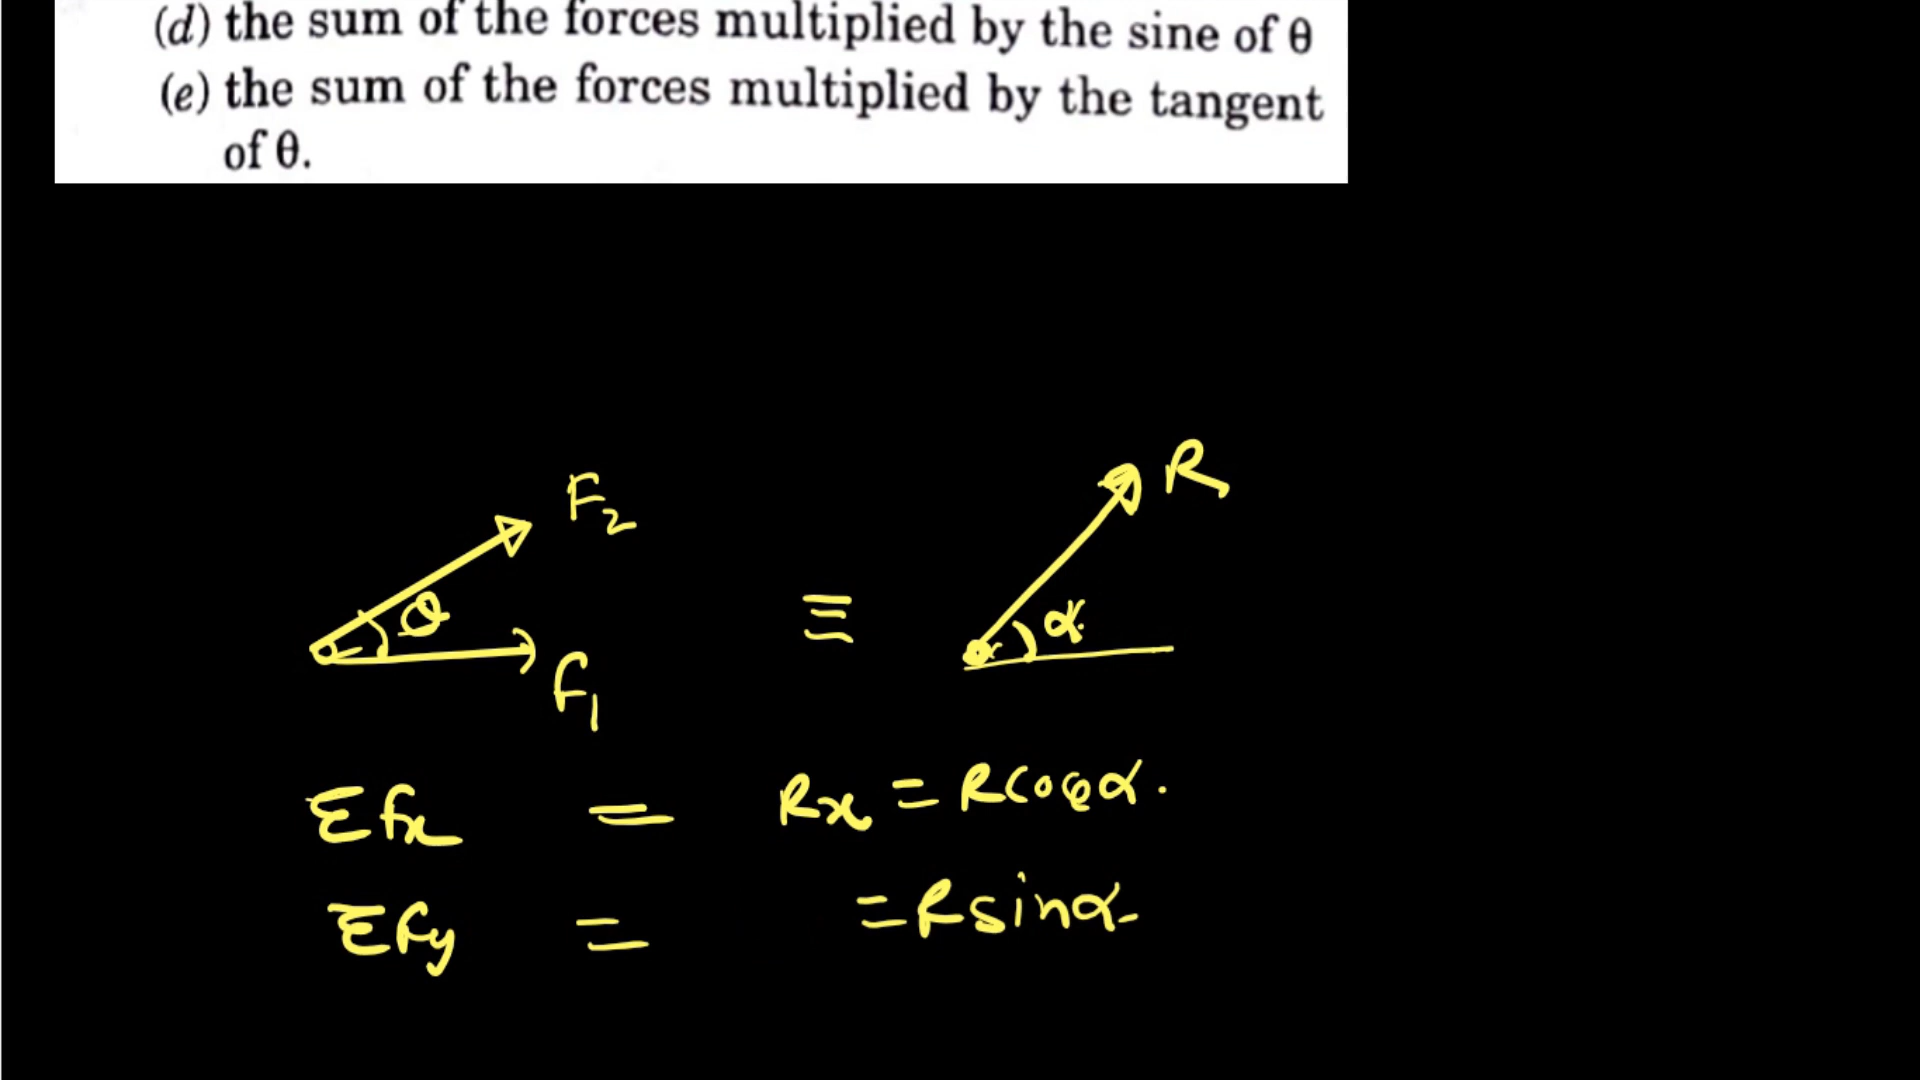 (d) the sum of the forces multiplied by the sine of θ
(e) the sum of the forces multiplied by the tangent
of θ.
F₂
R
θ
≡
α
F₁
ΣFx = Rx = Rcosα.
ΣFy = = Rsinα